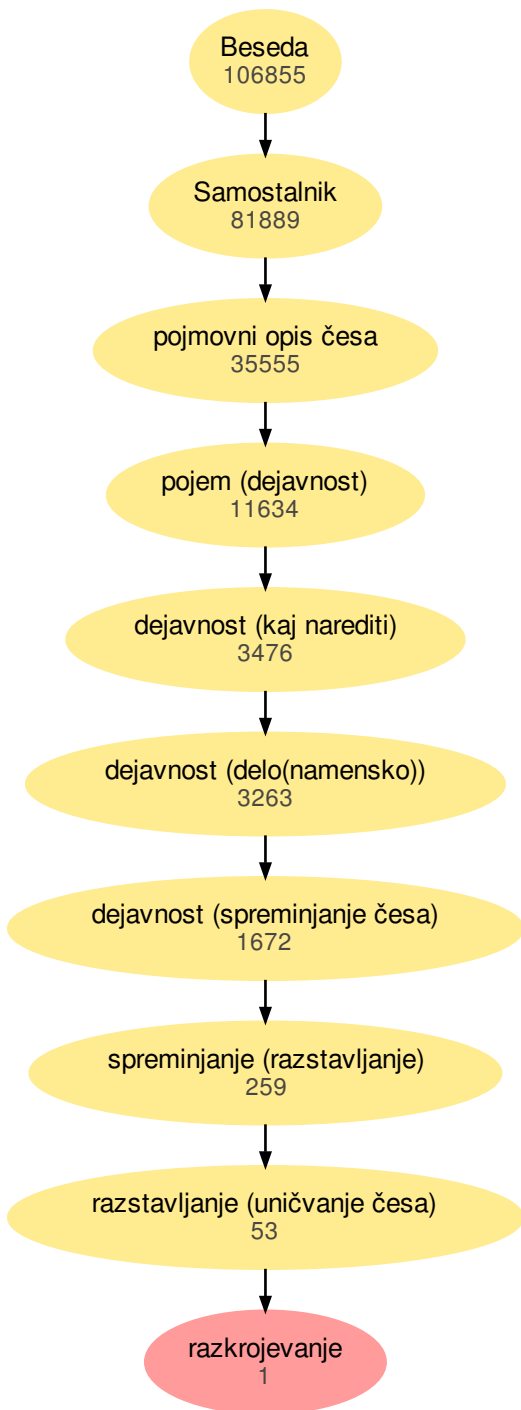 Beseda
106855
Samostalnik
81889
pojmovni opis česa
35555
pojem (dejavnost)
11634
dejavnost (kaj narediti)
3476
dejavnost (delo(namensko))
3263
dejavnost (spreminjanje česa)
1672
spreminjanje (razstavljanje)
259
razstavljanje (uničvanje česa)
53
razkrojevanje
1